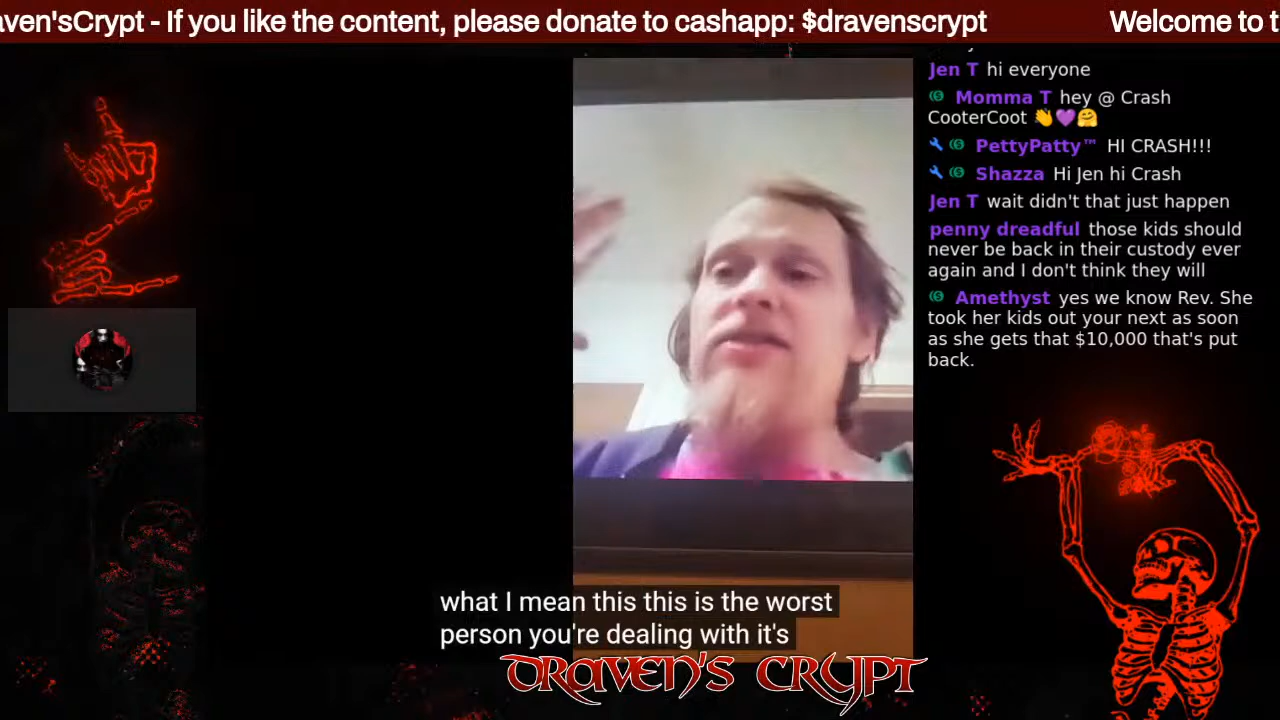 aven'sCrypt - If you like the content, please donate to cashapp: $dravenscrypt Welcome to t
Jen T hi everyone
Momma T hey @ Crash
CooterCoot 👋💜🤗
PettyPatty™ HI CRASH!!!
Shazza Hi Jen hi Crash
Jen T wait didn't that just happen
penny dreadful those kids should
never be back in their custody ever
again and I don't think they will
Amethyst yes we know Rev. She
took her kids out your next as soon
as she gets that $10,000 that's put
back.
what I mean this this is the worst
person you're dealing with it's
DRAVEN'S CRYPT